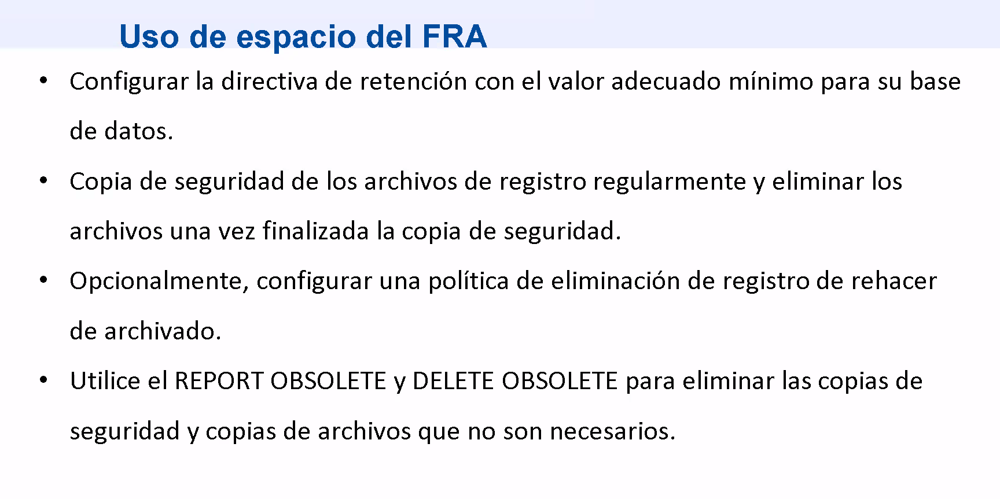 Uso de espacio del FRA
• Configurar la directiva de retención con el valor adecuado mínimo para su base
de datos.
• Copia de seguridad de los archivos de registro regularmente y eliminar los
archivos una vez finalizada la copia de seguridad.
• Opcionalmente, configurar una política de eliminación de registro de rehacer
de archivado.
• Utilice el REPORT OBSOLETE y DELETE OBSOLETE para eliminar las copias de
seguridad y copias de archivos que no son necesarios.